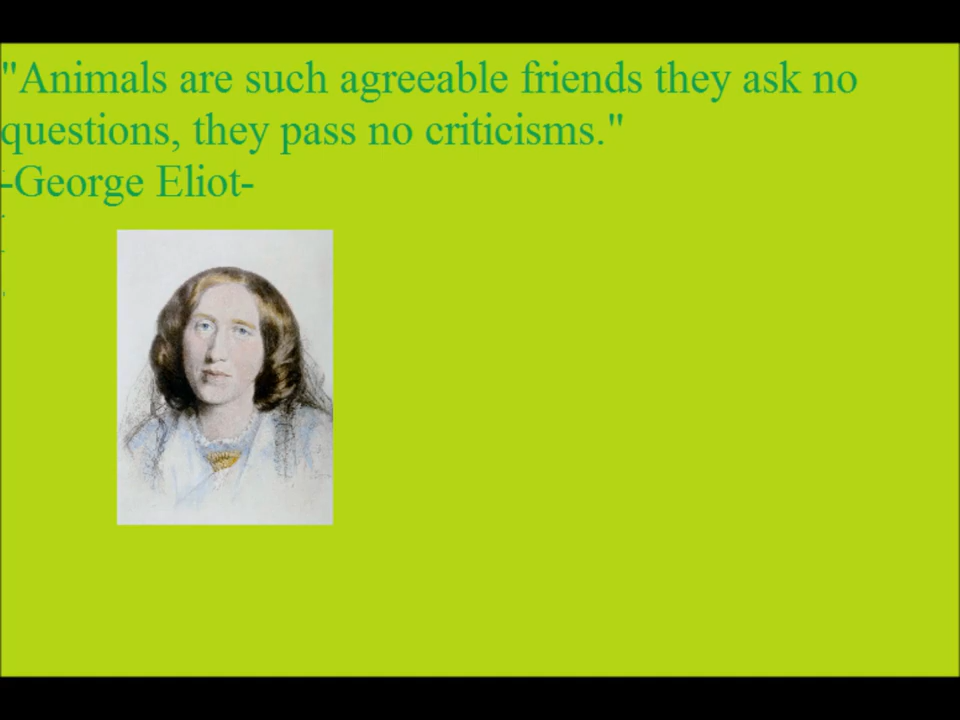 "Animals are such agreeable friends they ask no
questions, they pass no criticisms."
-George Eliot-